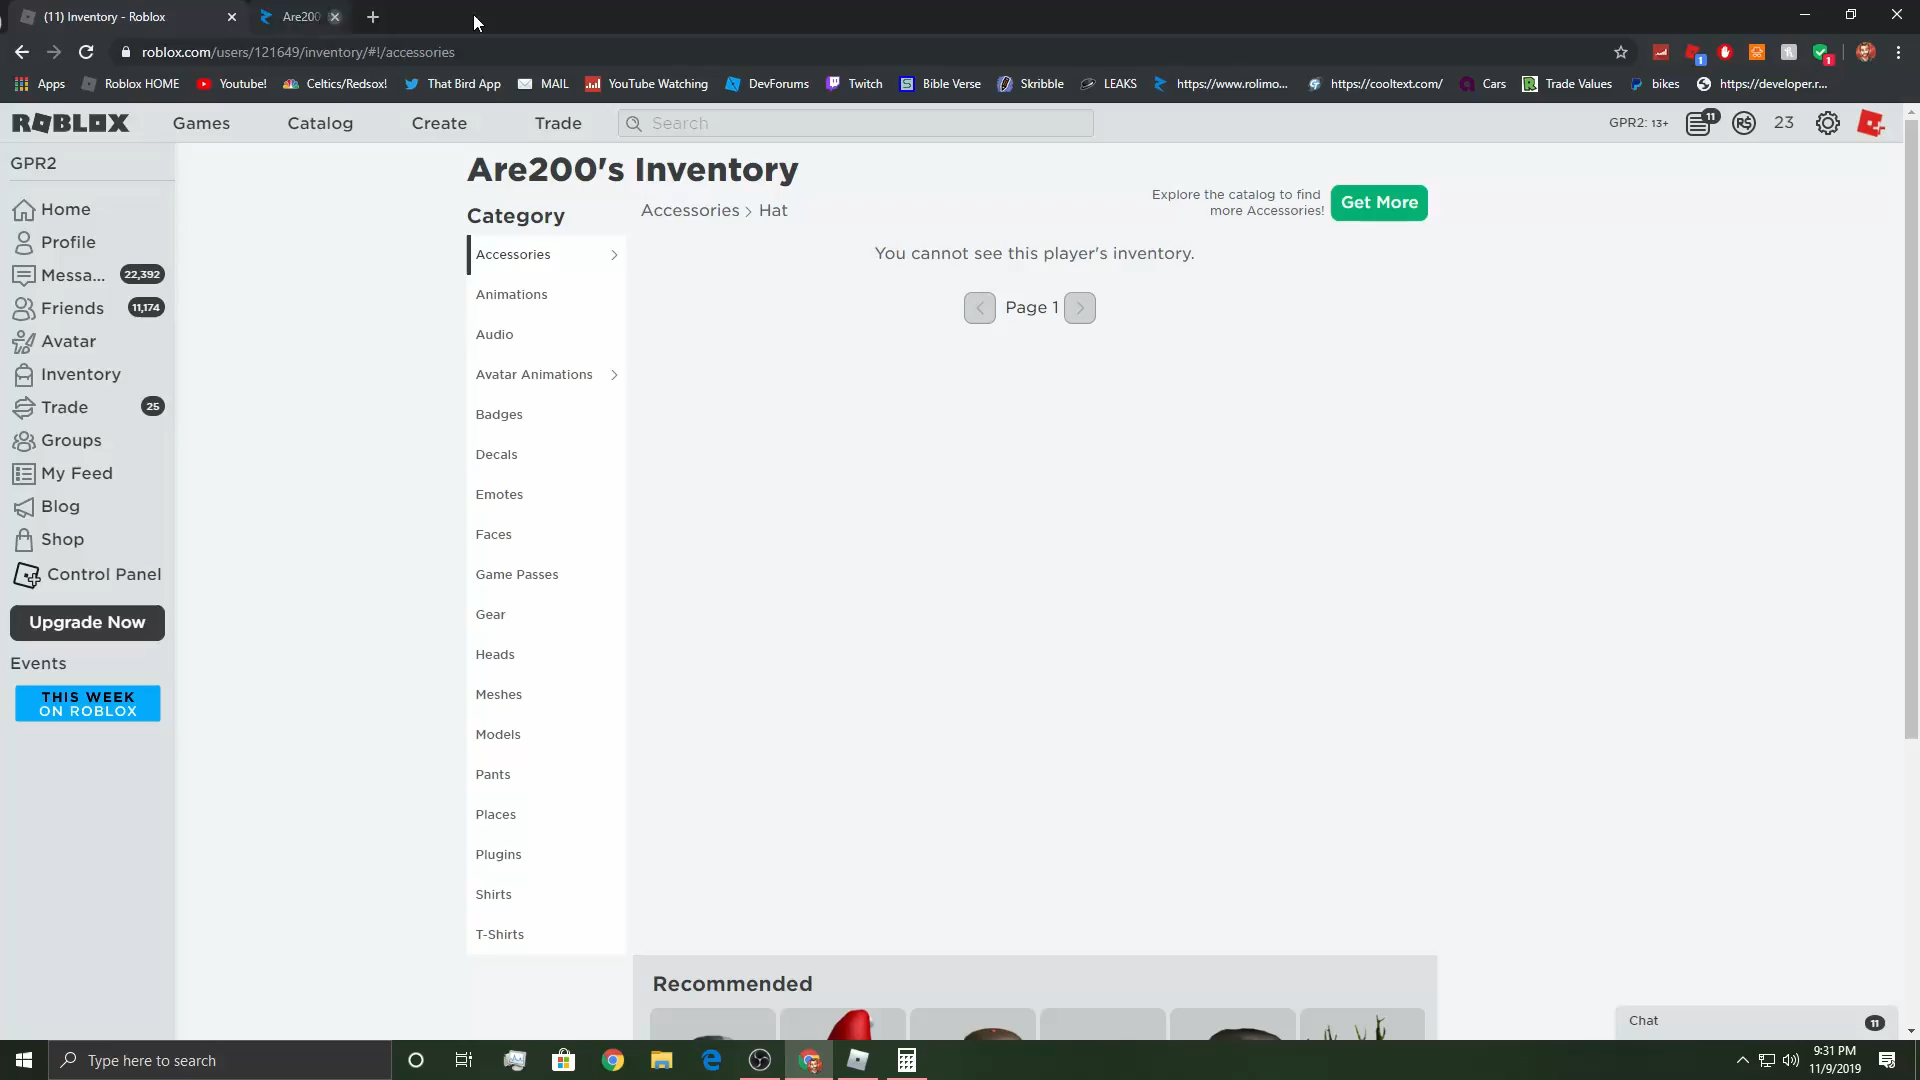 (11) Inventory - Roblox
Are200
roblox.com/users/121649/inventory/#!/accessories
1
1
Apps
Roblox HOME
Youtube!
Celtics/Redsox!
That Bird App
MAIL
YouTube Watching
DevForums
Twitch
Bible Verse
Skribble
LEAKS
https://www.rolimo...
https://cooltext.com/
Cars
Trade Values
bikes
https://developer.r...
ROBLOX
Games
Catalog
Create
Trade
Search
GPR2: 13+
11
23
GPR2
Home
Profile
Messa...
22,392
Friends
11,174
Avatar
Inventory
Trade
25
Groups
My Feed
Blog
Shop
Control Panel
Upgrade Now
Events
THIS WEEK
ON ROBLOX
Are200's Inventory
Category
Accessories > Hat
Explore the catalog to find
more Accessories!
Get More
Accessories
Animations
Audio
Avatar Animations
Badges
Decals
Emotes
Faces
Game Passes
Gear
Heads
Meshes
Models
Pants
Places
Plugins
Shirts
T-Shirts
You cannot see this player's inventory.
Page 1
Recommended
Chat
11
Type here to search
9:31 PM
11/9/2019